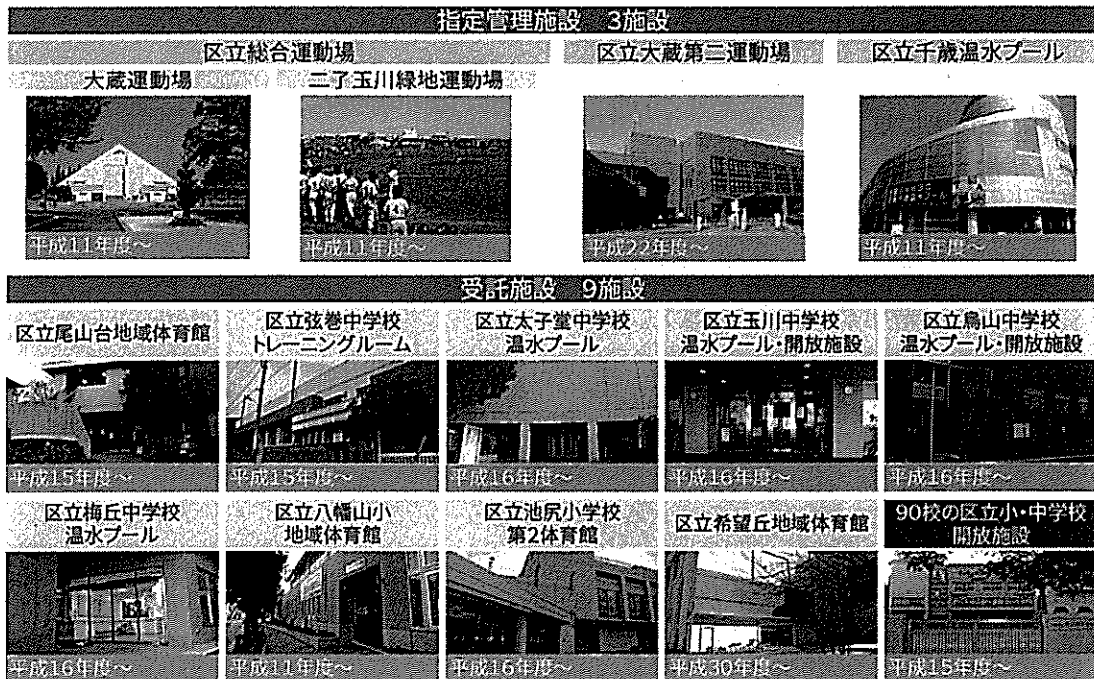 指定管理施設 3施設
区立総合運動場
区立大蔵第二運動場
区立千歳温水プール
大蔵運動場
二子玉川緑地運動場
平成11年度～
平成11年度～
平成22年度～
平成11年度～
受託施設 9施設
区立尾山台地域体育館
区立弦巻中学校
トレーニングルーム
区立太子堂中学校
温水プール
区立玉川中学校
温水プール・開放施設
区立烏山中学校
温水プール・開放施設
平成15年度～
平成15年度～
平成16年度～
平成16年度～
平成16年度～
区立梅丘中学校
温水プール
区立八幡山小
地域体育館
区立池尻小学校
第2体育館
区立希望丘地域体育館
90校の区立小・中学校
開放施設
平成16年度～
平成11年度～
平成16年度～
平成30年度～
平成15年度～